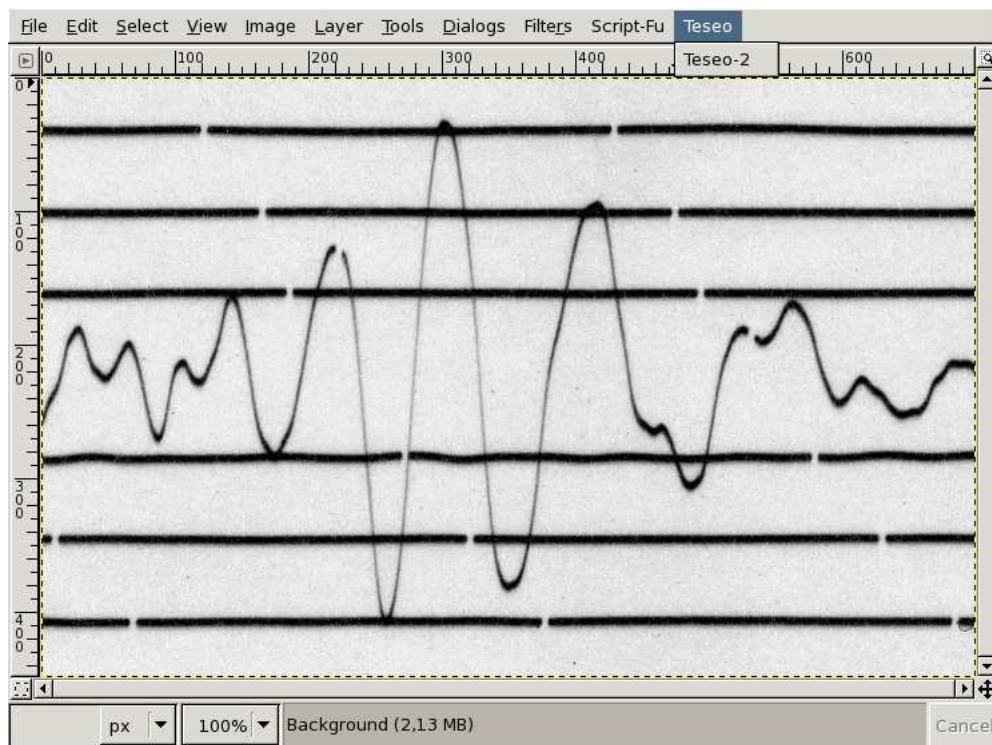 File Edit Select View Image Layer Tools Dialogs Filters Script-Fu Teseo
Teseo-2
0 100 200 300 400 600
0
100
200
300
400
px 100% Background (2,13 MB) Cancel